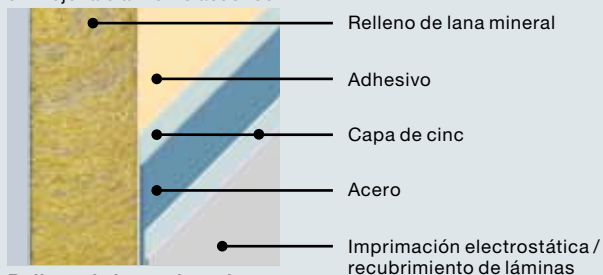 Relleno de lana mineral
Adhesivo
Capa de cinc
Acero
Imprimación electrostática /
recubrimiento de láminas